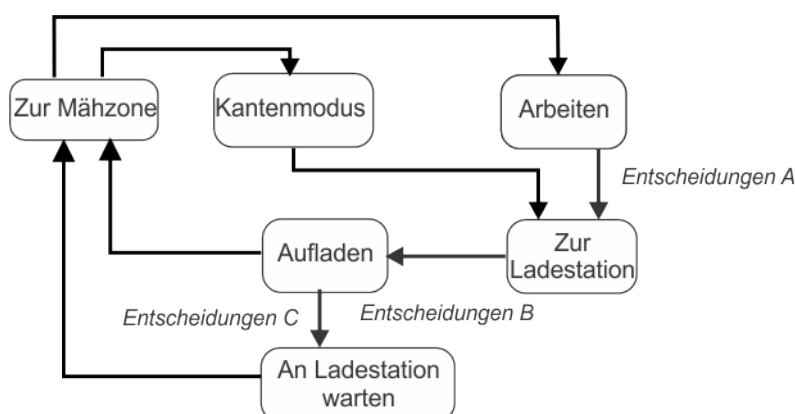 Zur Mähzone
Kantenmodus
Arbeiten
Entscheidungen A
Aufladen
Zur
Ladestation
Entscheidungen C
Entscheidungen B
An Ladestation
warten